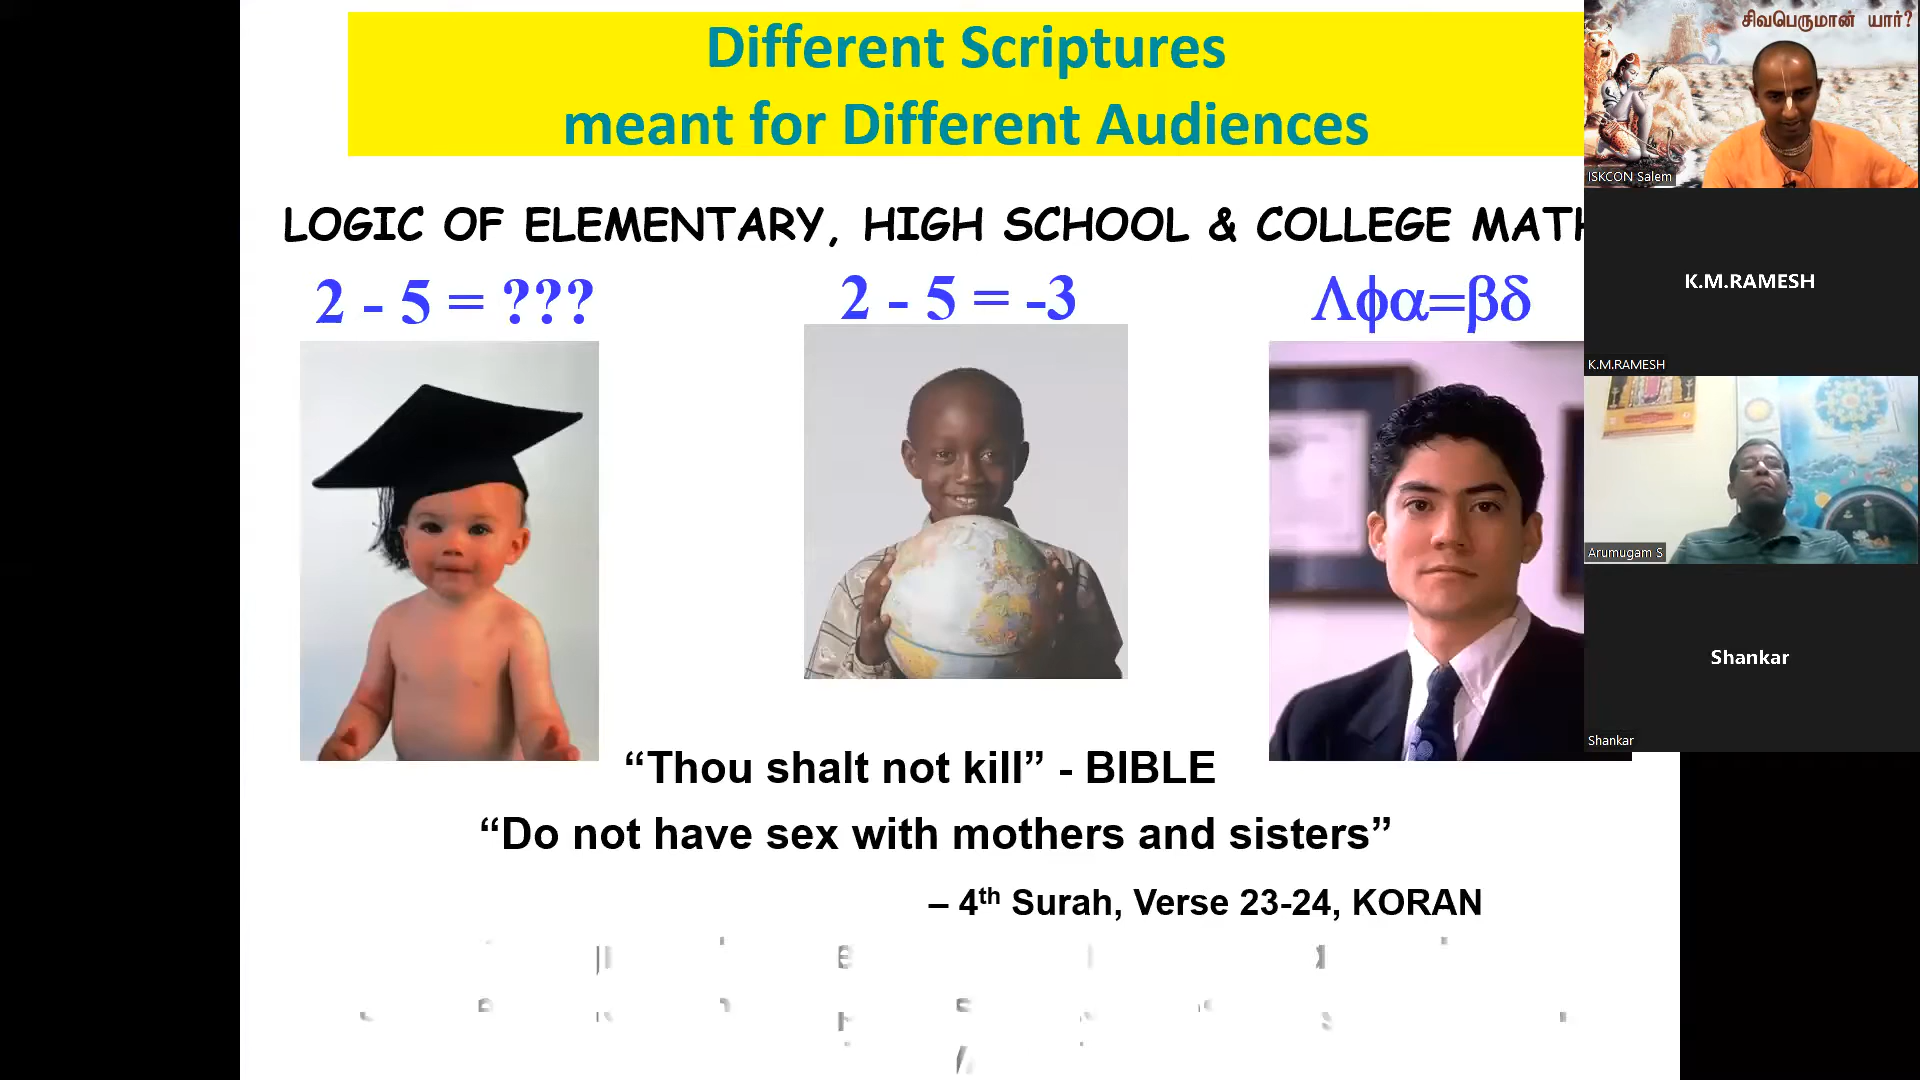 Different Scriptures
meant for Different Audiences
LOGIC OF ELEMENTARY, HIGH SCHOOL & COLLEGE MATH
2 - 5 = ???
2 - 5 = -3
Λφα=βδ
“Thou shalt not kill” - BIBLE
“Do not have sex with mothers and sisters”
– 4th Surah, Verse 23-24, KORAN
சிவபெருமான் யார்?
ISKCON Salem
K.M.RAMESH
K.M.RAMESH
Arumugam S
Shankar
Shankar